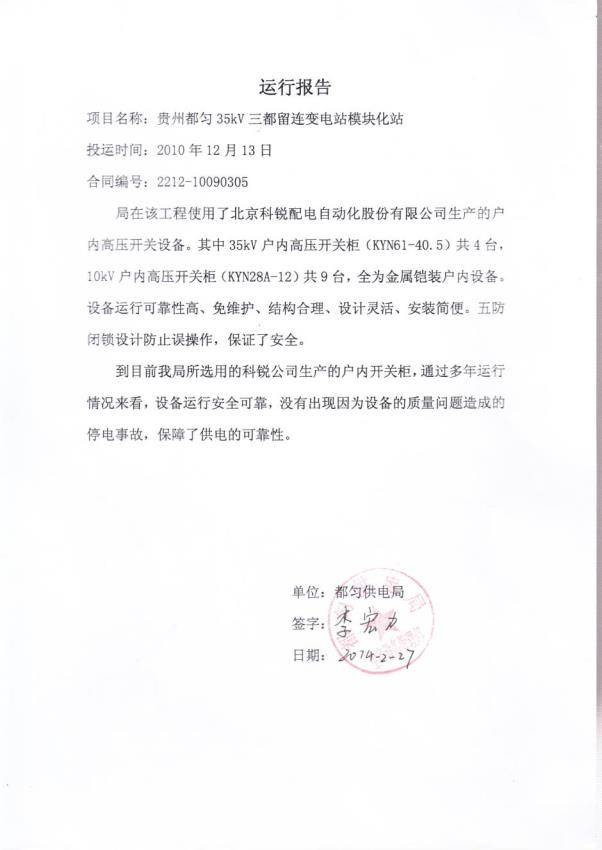 运行报告
项目名称：贵州都匀 35kV 三都留连变电站模块化站
投运时间：2010 年 12 月 13 日
合同编号：2212-10090305
局在该工程使用了北京科锐配电自动化股份有限公司生产的户
内高压开关设备。其中 35kV 户内高压开关柜（KYN61-40.5）共 4 台，
10kV 户内高压开关柜（KYN28A-12）共 9 台，全为金属铠装户内设备。
设备运行可靠性高、免维护、结构合理、设计灵活、安装简便。五防
闭锁设计防止误操作，保证了安全。
到目前我局所选用的科锐公司生产的户内开关柜，通过多年运行
情况来看，设备运行安全可靠，没有出现因为设备的质量问题造成的
停电事故，保障了供电的可靠性。
单位：都匀供电局
签字：李宏力
日期：2014-2-27